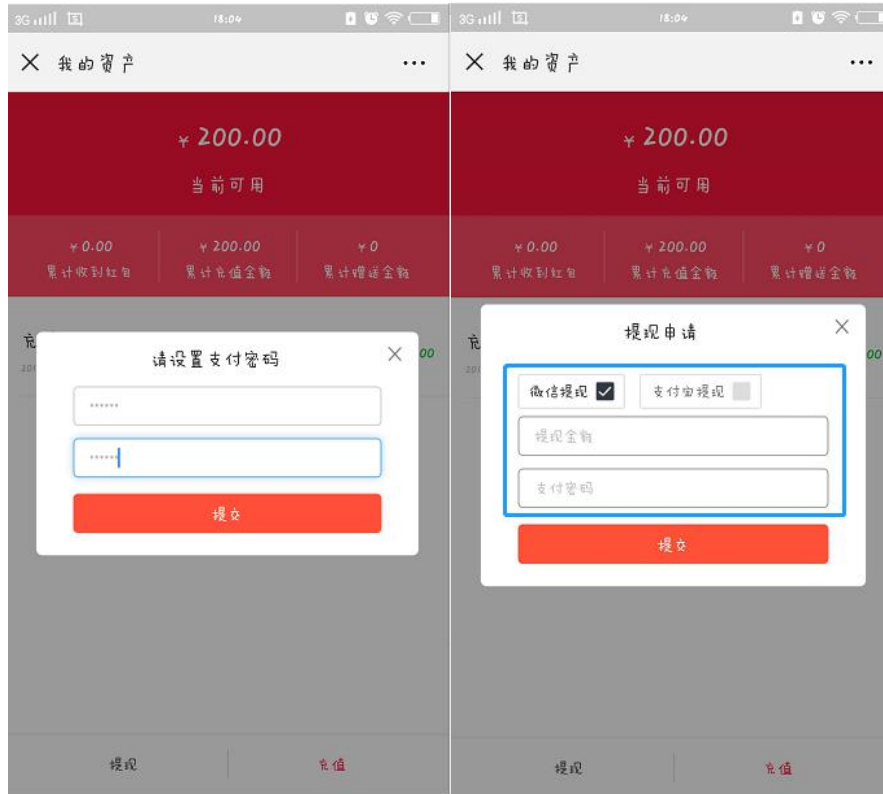 3G 18:04
× 我的资产 ...
¥ 200.00
当前可用
¥ 0.00 ¥ 200.00 ¥ 0
累计收到红包 累计充值金额 累计赠送金额
充
00
请设置支付密码 ×
******
******
提交
提现 充值
3G 18:04
× 我的资产 ...
¥ 200.00
当前可用
¥ 0.00 ¥ 200.00 ¥ 0
累计收到红包 累计充值金额 累计赠送金额
充
00
提现申请 ×
微信提现 支付宝提现
提现金额
支付密码
提交
提现 充值